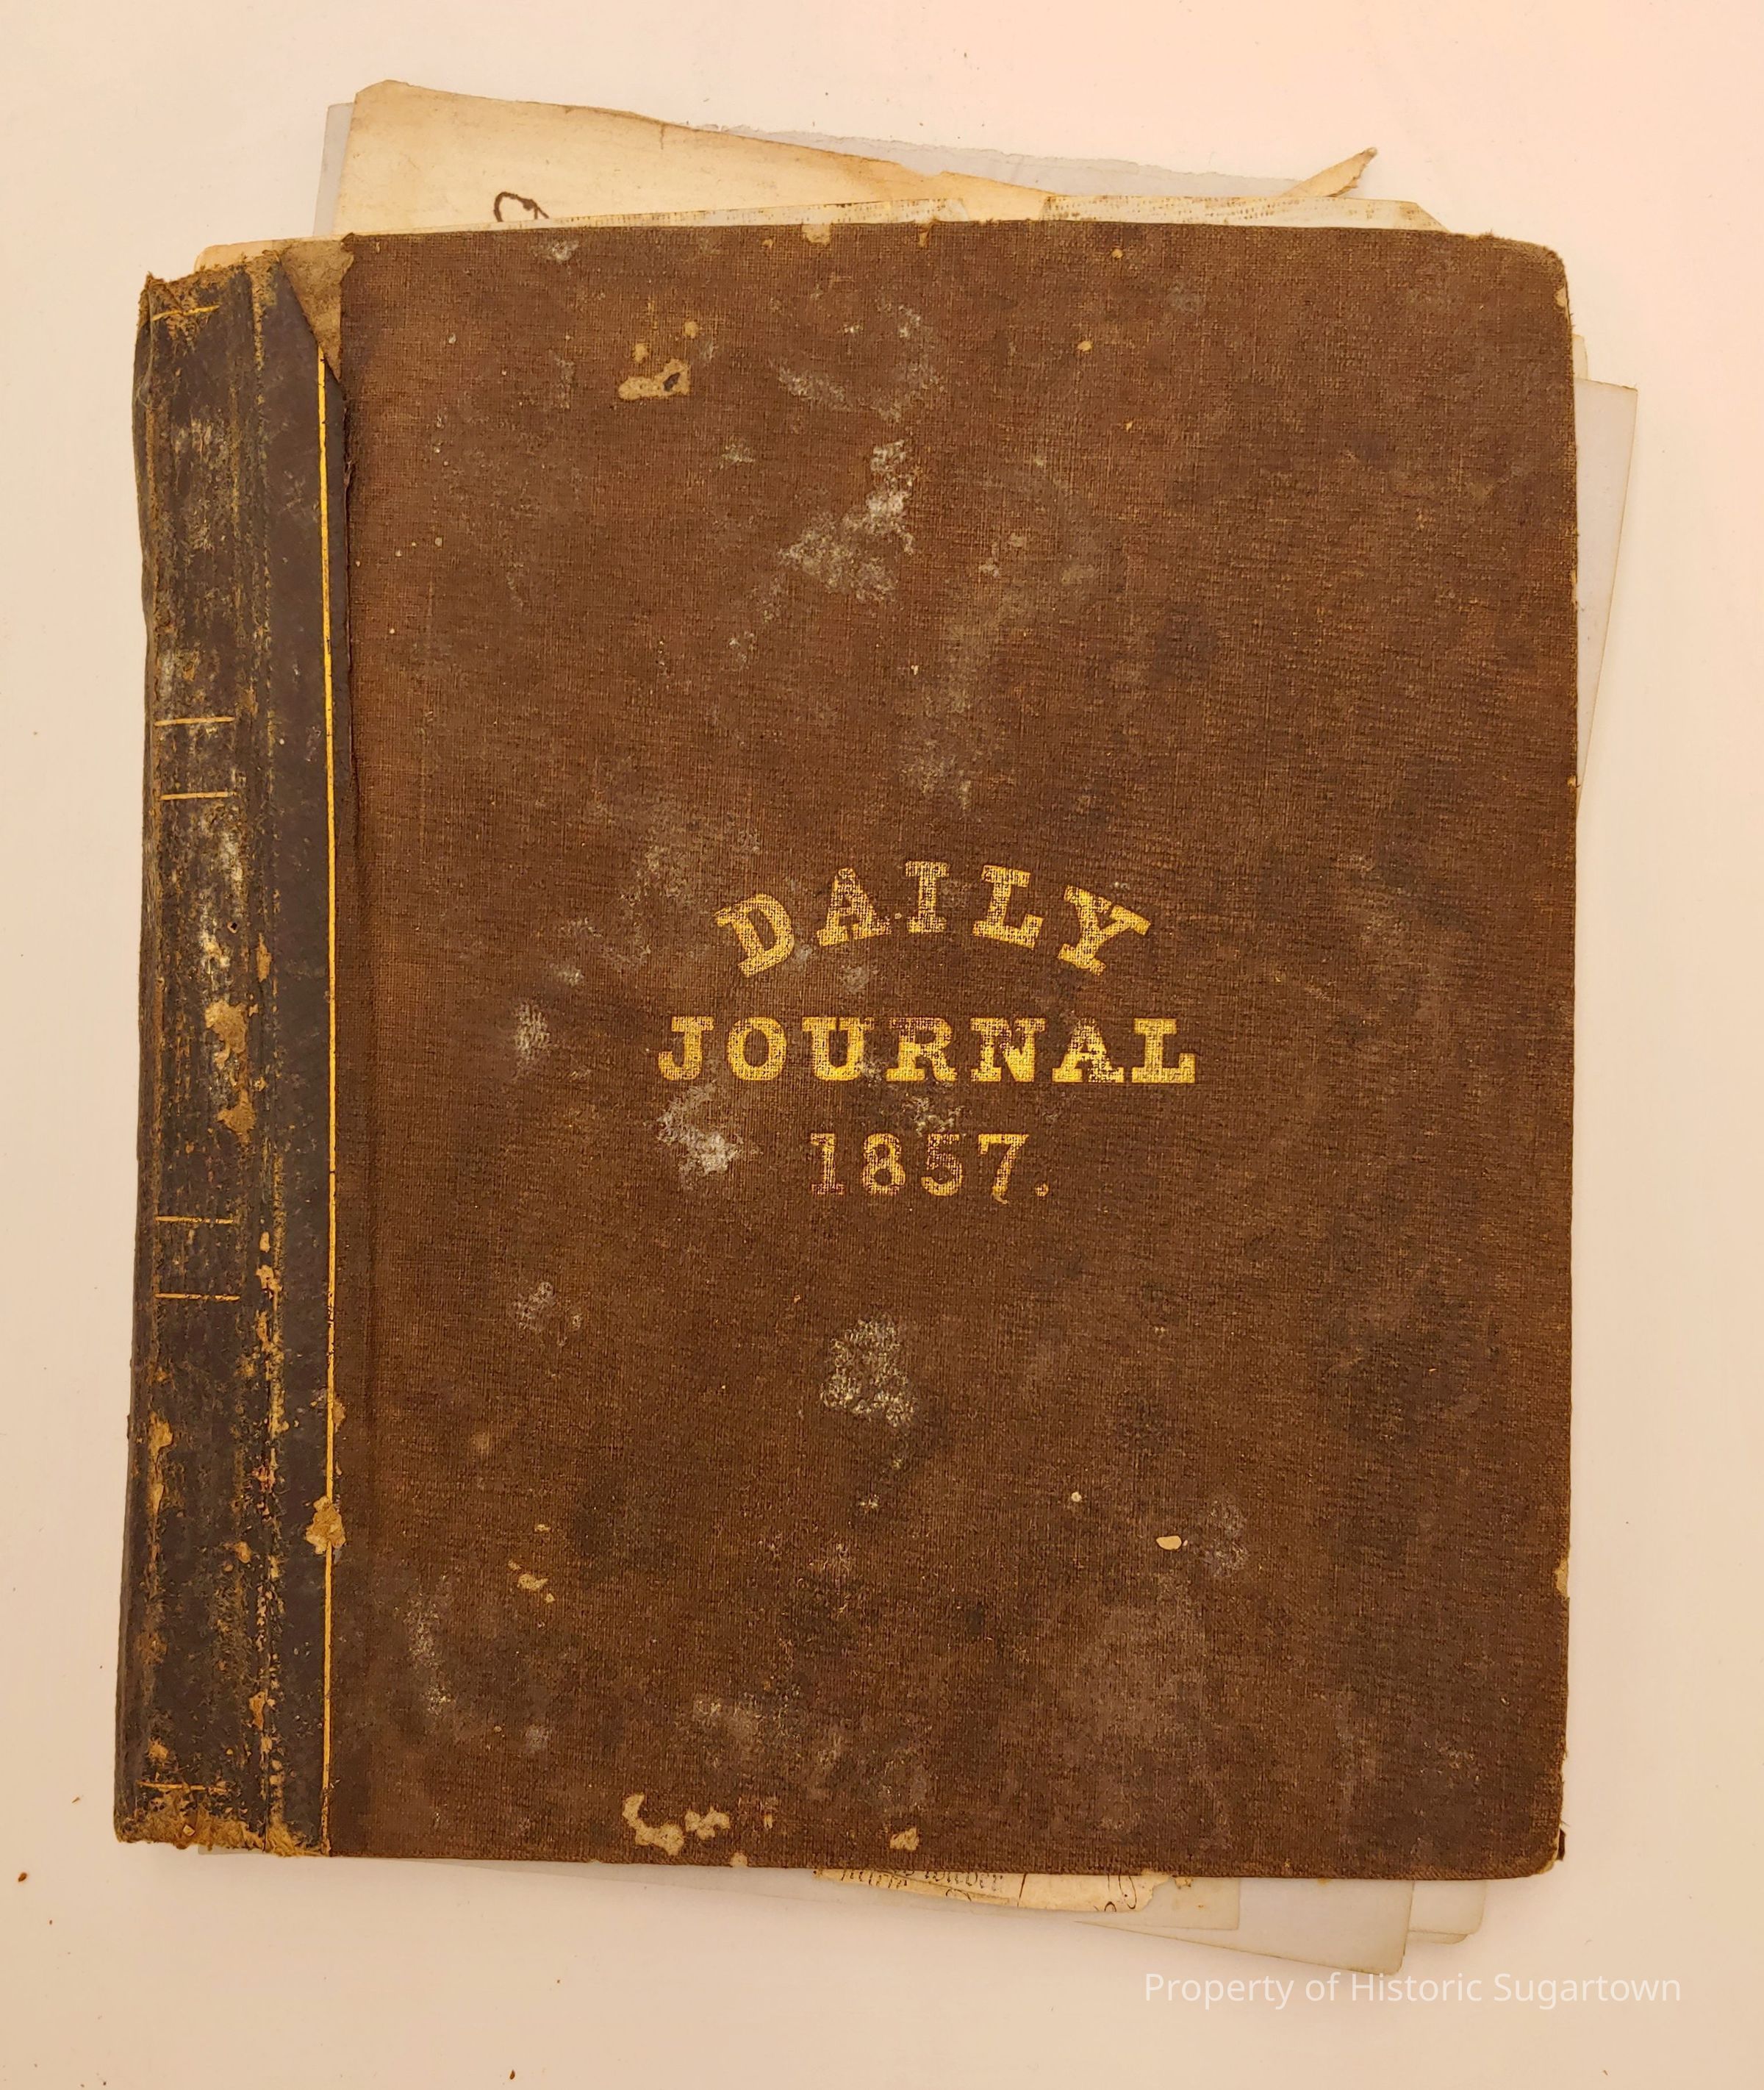 DAILY
JOURNAL
1857.
Property of Historic Sugartown